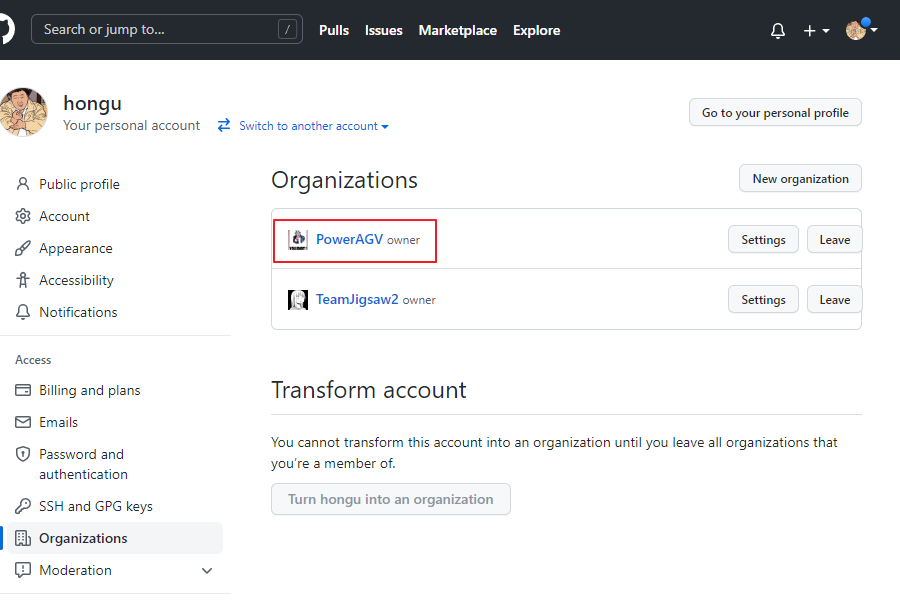 Search or jump to... /
Pulls Issues Marketplace Explore
hongu
Your personal account Switch to another account
Go to your personal profile
Public profile
Account
Appearance
Accessibility
Notifications
Access
Billing and plans
Emails
Password and
authentication
SSH and GPG keys
Organizations
Moderation
Organizations
New organization
PowerAGV owner
Settings Leave
TeamJigsaw2 owner
Settings Leave
Transform account
You cannot transform this account into an organization until you leave all organizations that
you're a member of.
Turn hongu into an organization